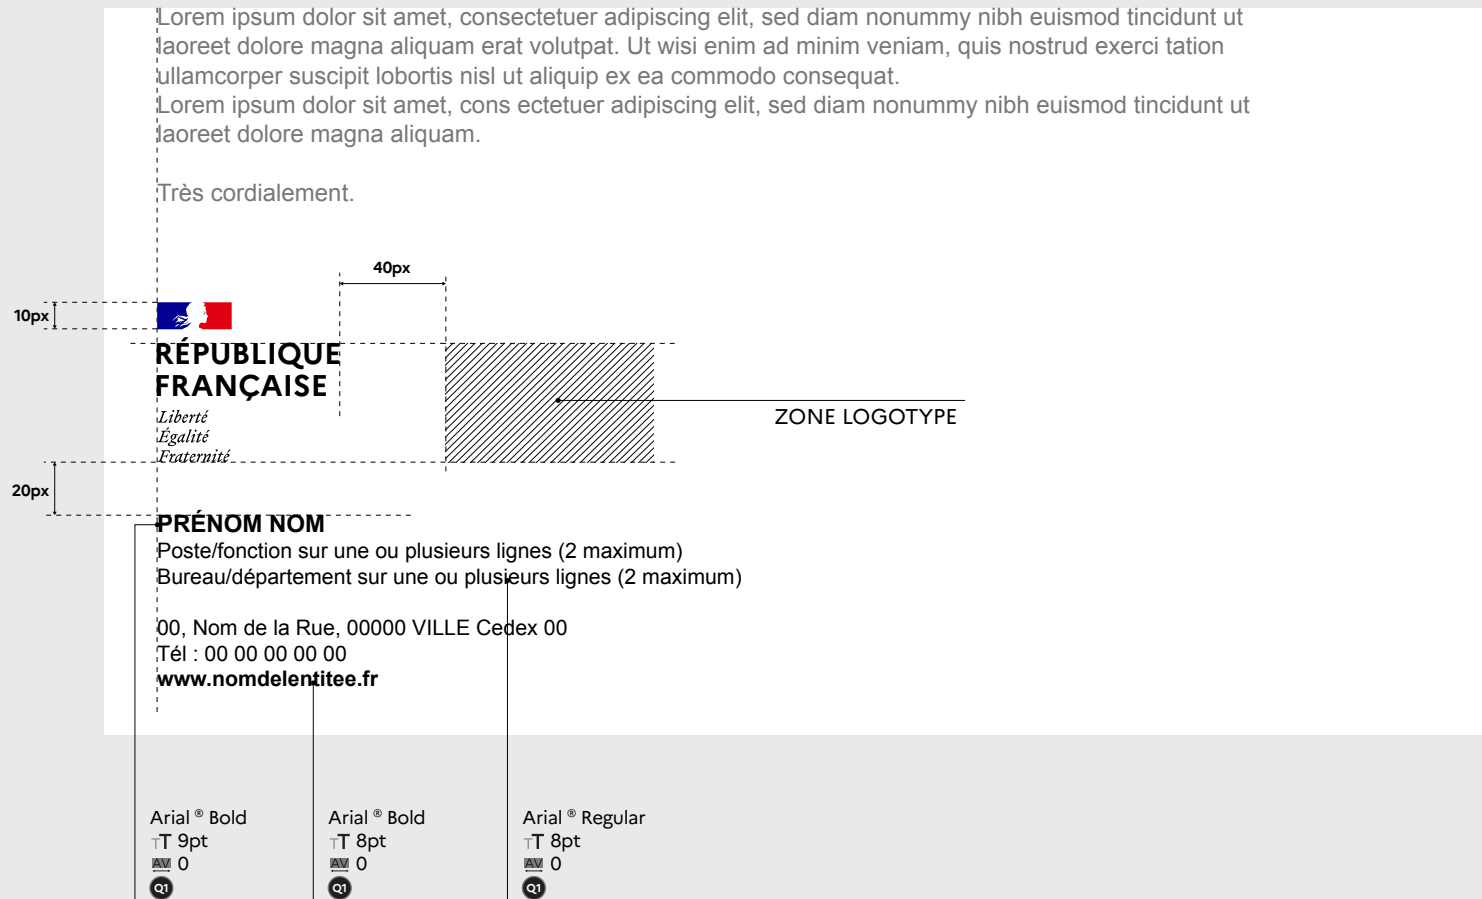 Lorem ipsum dolor sit amet, consectetuer adipiscing elit, sed diam nonummy nibh euismod tincidunt ut
laoreet dolore magna aliquam erat volutpat. Ut wisi enim ad minim veniam, quis nostrud exerci tation
ullamcorper suscipit lobortis nisl ut aliquip ex ea commodo consequat.
Lorem ipsum dolor sit amet, cons ectetuer adipiscing elit, sed diam nonummy nibh euismod tincidunt ut
laoreet dolore magna aliquam.
Très cordialement.
40px
10px
RÉPUBLIQUE
FRANÇAISE
Liberté
Égalité
Fraternité
ZONE LOGOTYPE
20px
PRÉNOM NOM
Poste/fonction sur une ou plusieurs lignes (2 maximum)
Bureau/département sur une ou plusieurs lignes (2 maximum)
00, Nom de la Rue, 00000 VILLE Cedex 00
Tél : 00 00 00 00 00
www.nomdelentitee.fr
Arial ® Bold
TT 9pt
AV 0
Q1
Arial ® Bold
TT 8pt
AV 0
Q1
Arial ® Regular
TT 8pt
AV 0
Q1